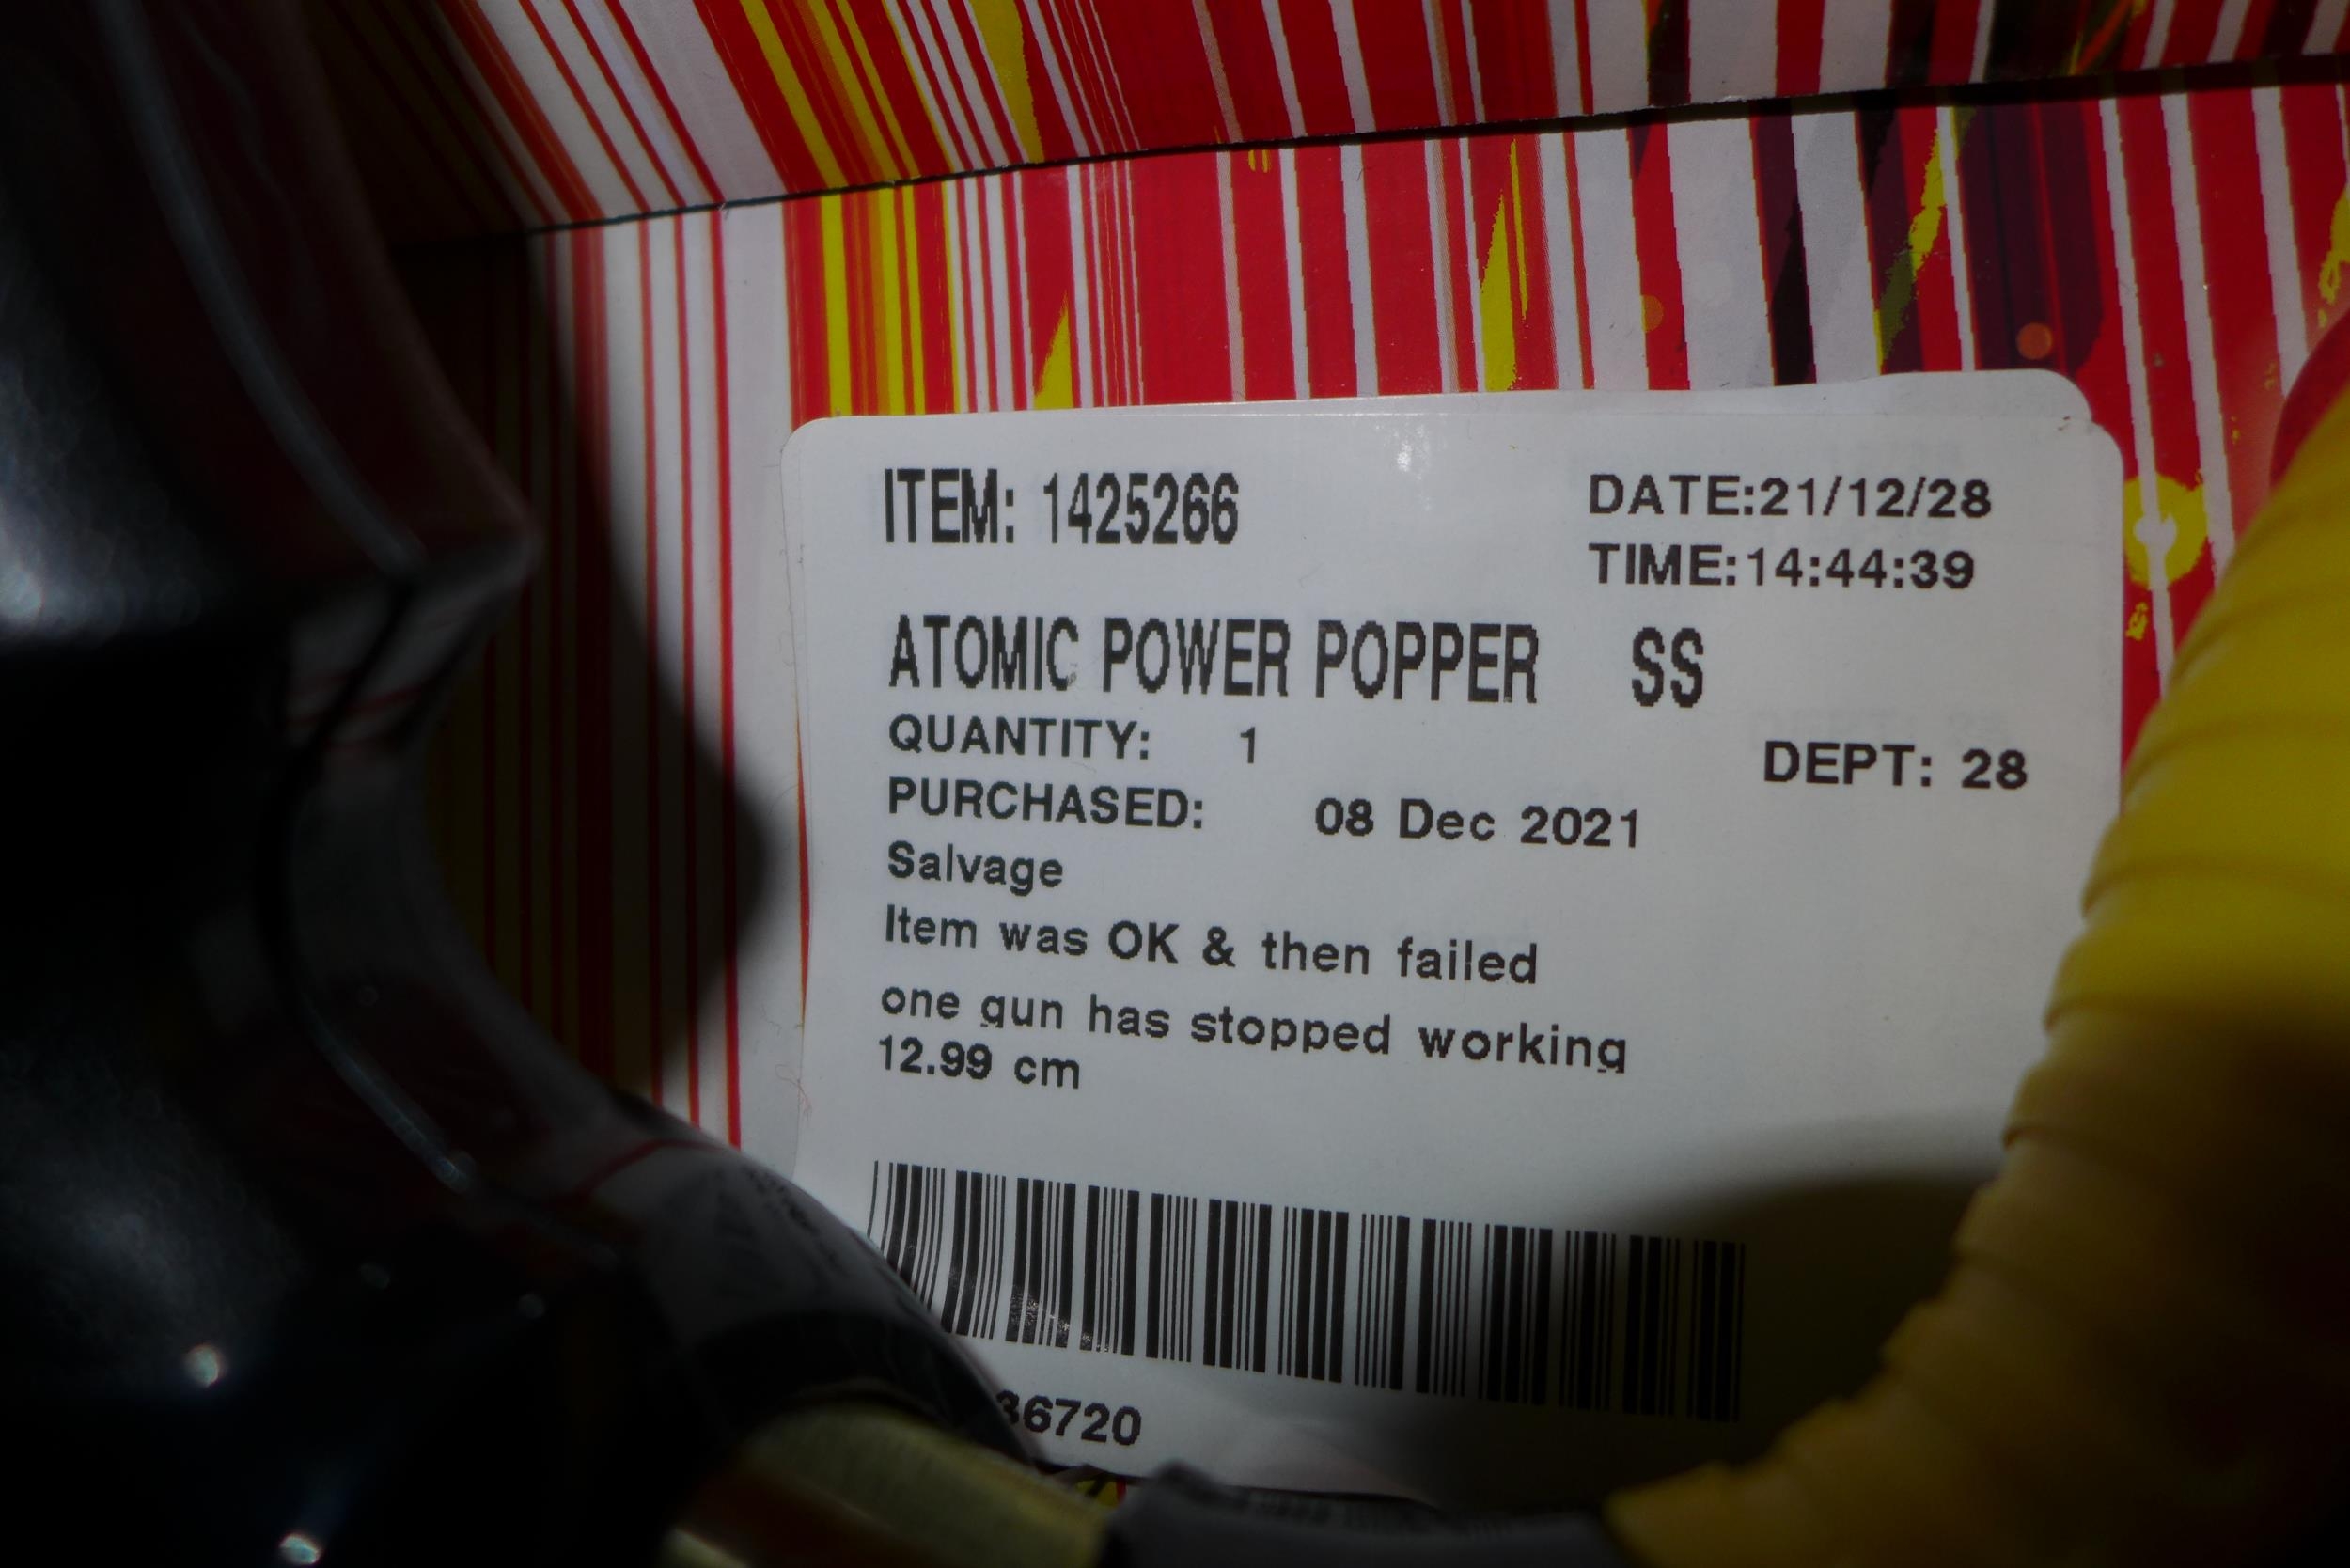 ITEM: 1425266
DATE:21/12/28
TIME:14:44:39
ATOMIC POWER POPPER SS
QUANTITY: 1
DEPT: 28
PURCHASED: 08 Dec 2021
Salvage
Item was OK & then failed
one gun has stopped working
12.99 cm
36720